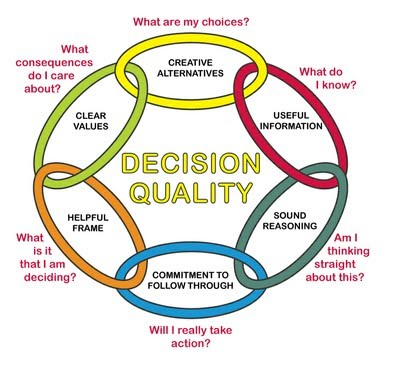 What are my choices?
CREATIVE
ALTERNATIVES
What
consequences
do I care
about?
What do
I know?
CLEAR
VALUES
USEFUL
INFORMATION
DECISION
QUALITY
HELPFUL
FRAME
SOUND
REASONING
What
is it
that I am
deciding?
Am I
thinking
straight
about this?
COMMITMENT TO
FOLLOW THROUGH
Will I really take
action?